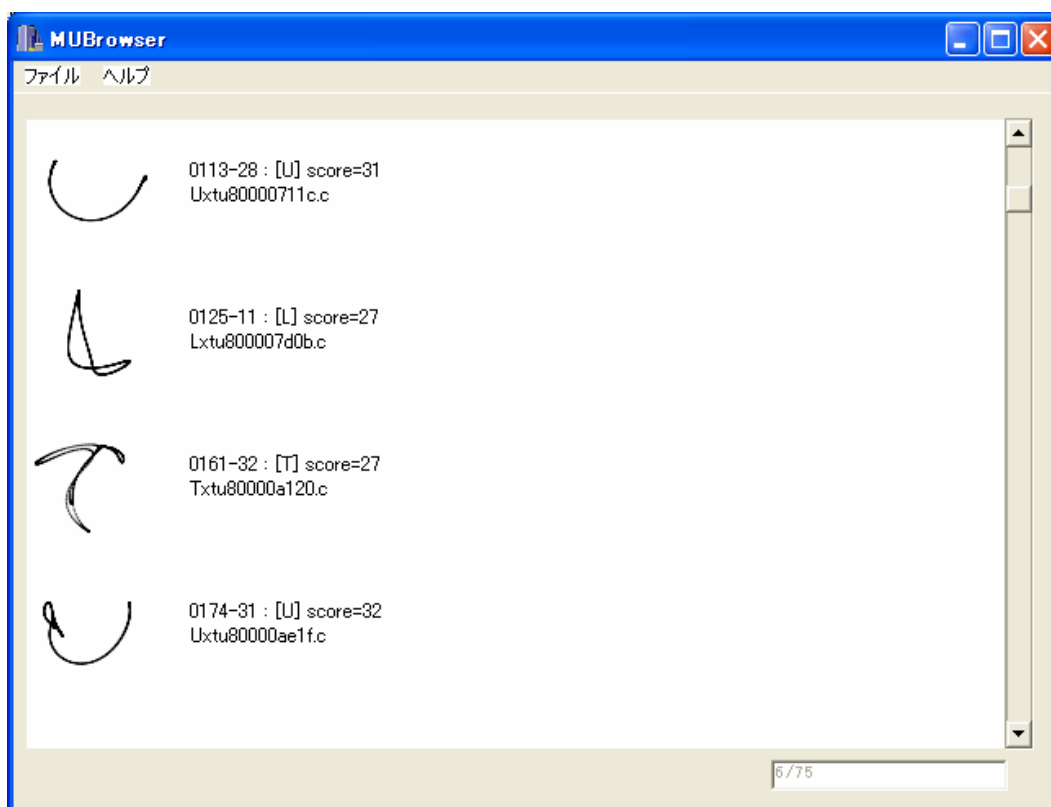 MUBrowser
ファイル ヘルプ
0113-28 : [U] score=31
Uxtu80000711c.c
0125-11 : [L] score=27
Lxtu800007d0b.c
0161-32 : [T] score=27
Txtu80000a120.c
0174-31 : [U] score=32
Uxtu80000ae1f.c
6/75